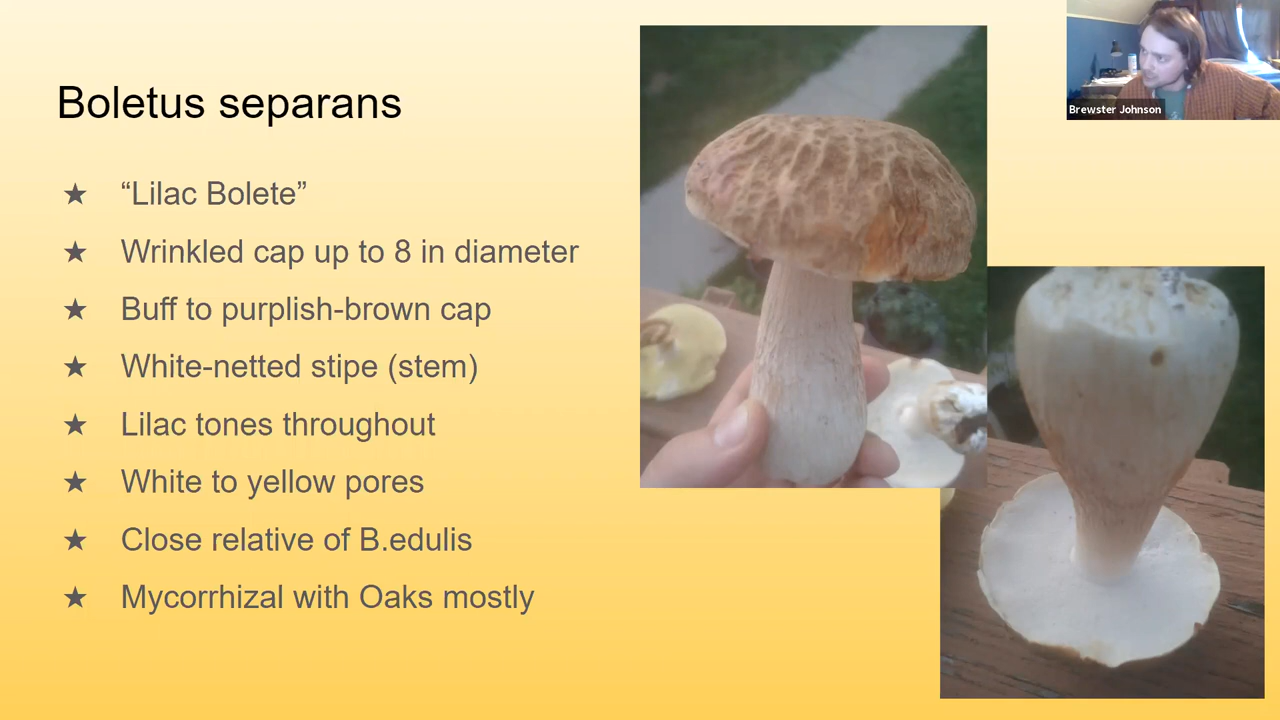 Boletus separans
★ “Lilac Bolete”
★ Wrinkled cap up to 8 in diameter
★ Buff to purplish-brown cap
★ White-netted stipe (stem)
★ Lilac tones throughout
★ White to yellow pores
★ Close relative of B.edulis
★ Mycorrhizal with Oaks mostly
Brewster Johnson